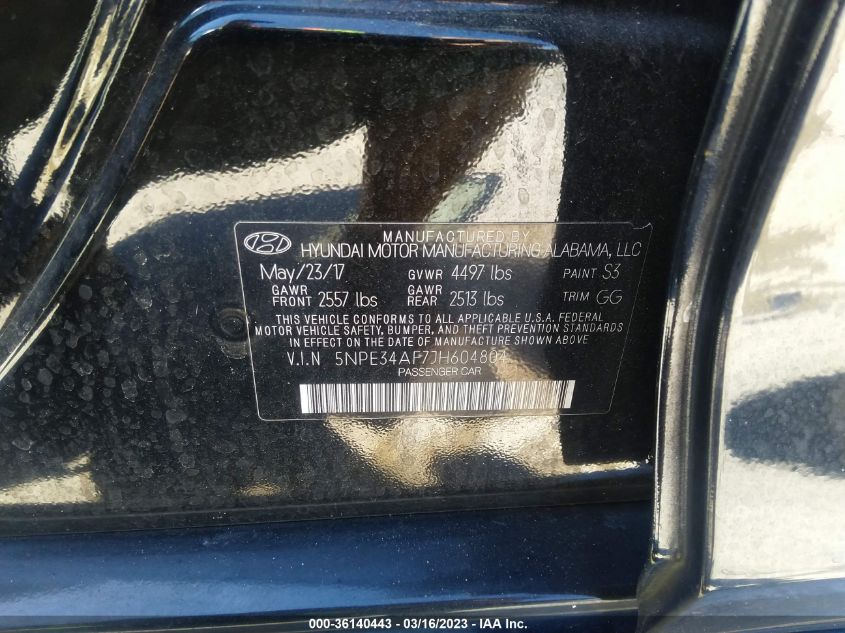 MANUFACTURED BY
HYUNDAI MOTOR MANUFACTURING ALABAMA, LLC
May/23/17 GVWR 4497 lbs PAINT S3
GAWR FRONT 2557 lbs GAWR REAR 2513 lbs TRIM GG
THIS VEHICLE CONFORMS TO ALL APPLICABLE U.S.A. FEDERAL
MOTOR VEHICLE SAFETY, BUMPER, AND THEFT PREVENTION STANDARDS
IN EFFECT ON THE DATE OF MANUFACTURE SHOWN ABOVE
V.I.N 5NPE34AF7JH604804
PASSENGER CAR
000-36140443 - 03/16/2023 - IAA Inc.